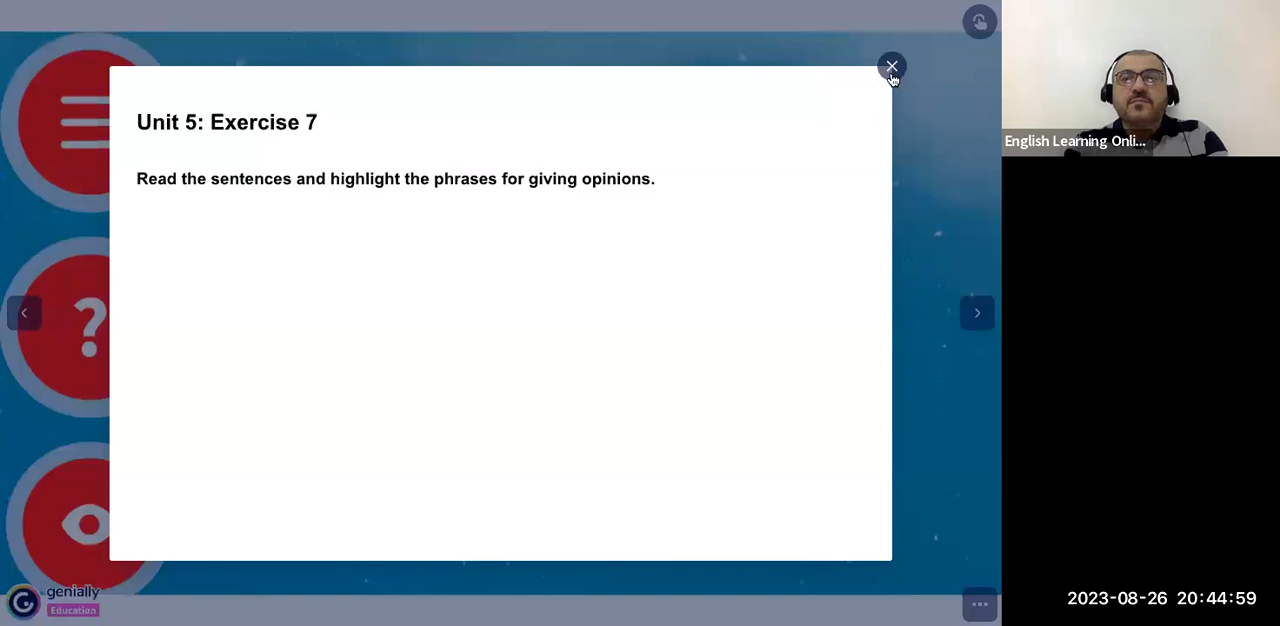 Unit 5: Exercise 7
Read the sentences and highlight the phrases for giving opinions.
English Learning Onli...
genially
Education
2023-08-26 20:44:59